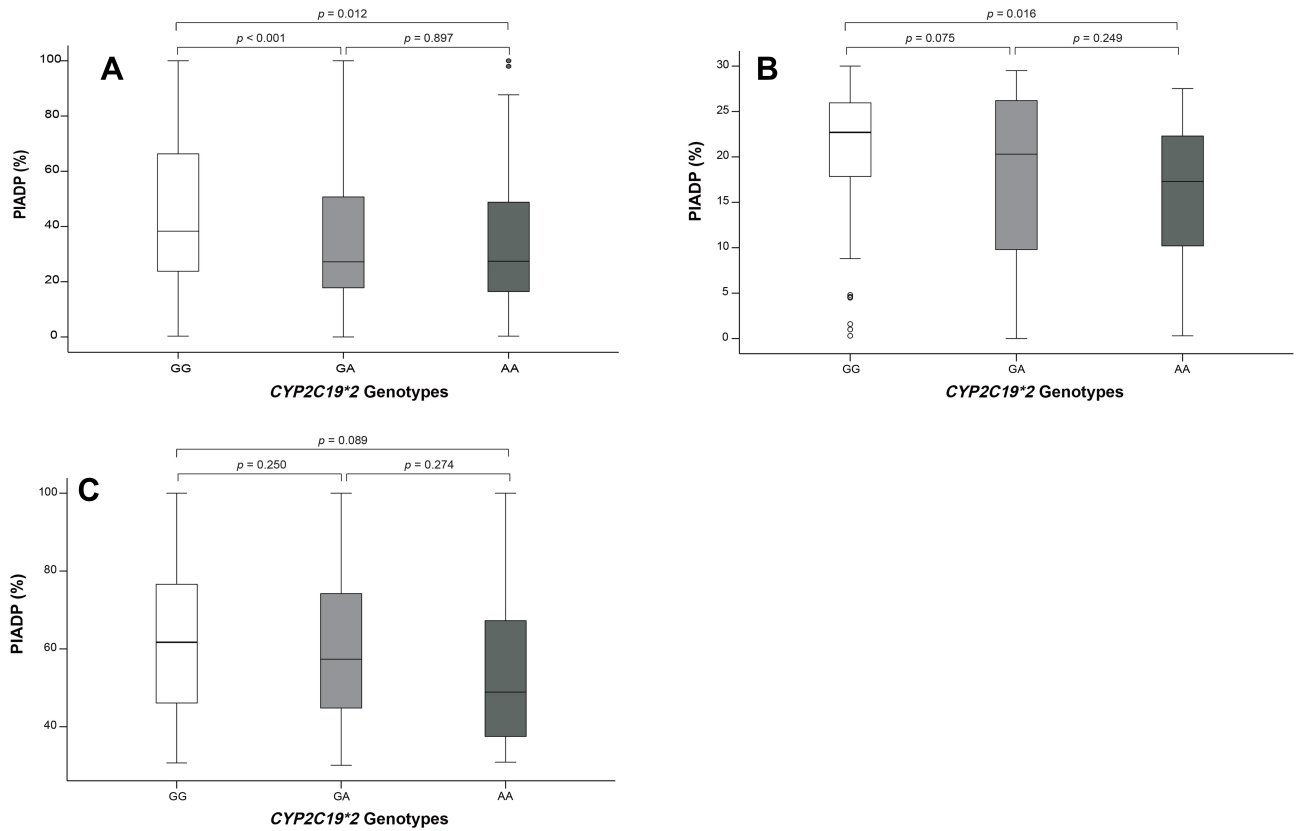 p = 0.012
p < 0.001
p = 0.897
A
100
80
60
40
20
0
PIADP (%)
GG
GA
AA
CYP2C19*2 Genotypes
p = 0.016
p = 0.075
p = 0.249
B
30
25
20
15
10
5
0
PIADP (%)
GG
GA
AA
CYP2C19*2 Genotypes
p = 0.089
p = 0.250
p = 0.274
C
100
80
60
40
PIADP (%)
GG
GA
AA
CYP2C19*2 Genotypes